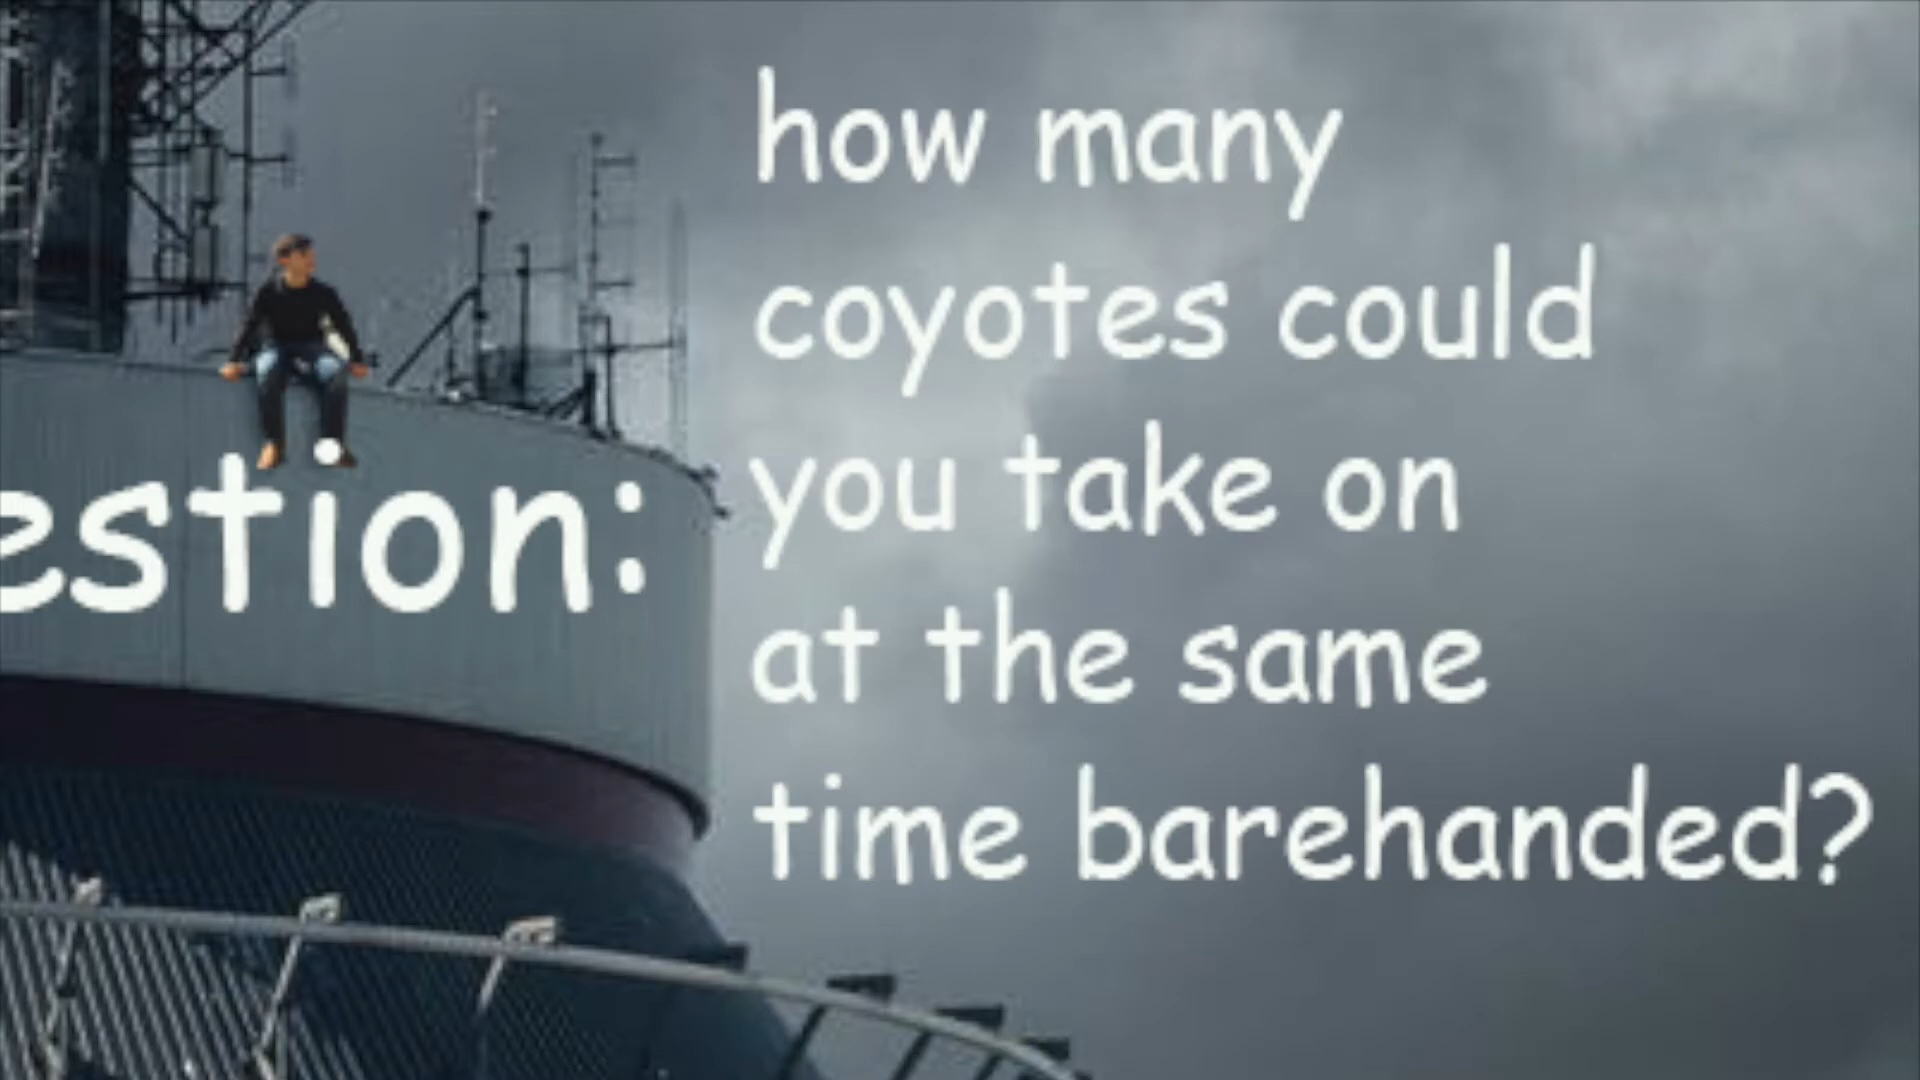 estion:
how many
coyotes could
you take on
at the same
time barehanded?